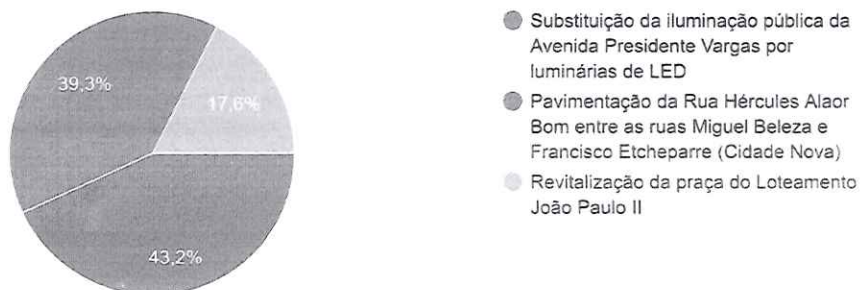 39,3%
17,6%
43,2%
Substituição da iluminação pública da
Avenida Presidente Vargas por
luminárias de LED
Pavimentação da Rua Hércules Alaor
Bom entre as ruas Miguel Beleza e
Francisco Etcheparre (Cidade Nova)
Revitalização da praça do Loteamento
João Paulo II